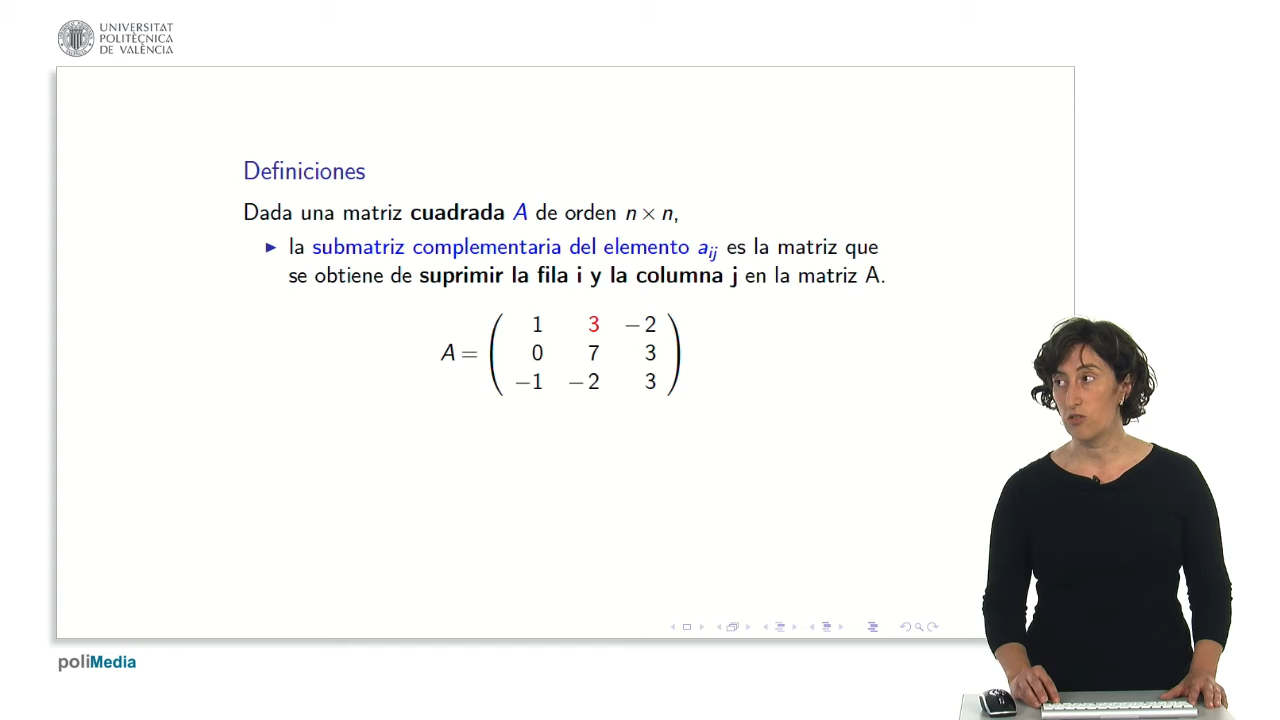 UNIVERSITAT
POLITÈCNICA
DE VALÈNCIA
Definiciones
Dada una matriz cuadrada A de orden n × n,
▶ la submatriz complementaria del elemento aij es la matriz que
se obtiene de suprimir la fila i y la columna j en la matriz A.
1 3 −2
A = 0 7 3
−1 −2 3
poliMedia